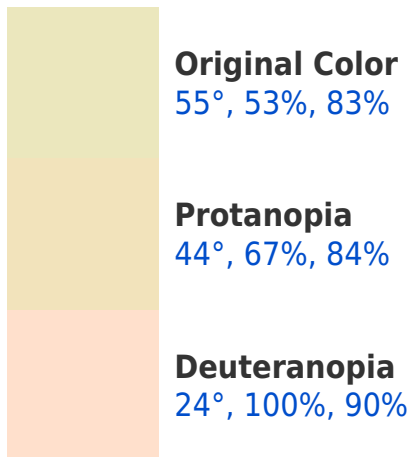 Original Color
55°, 53%, 83%
Protanopia
44°, 67%, 84%
Deuteranopia
24°, 100%, 90%